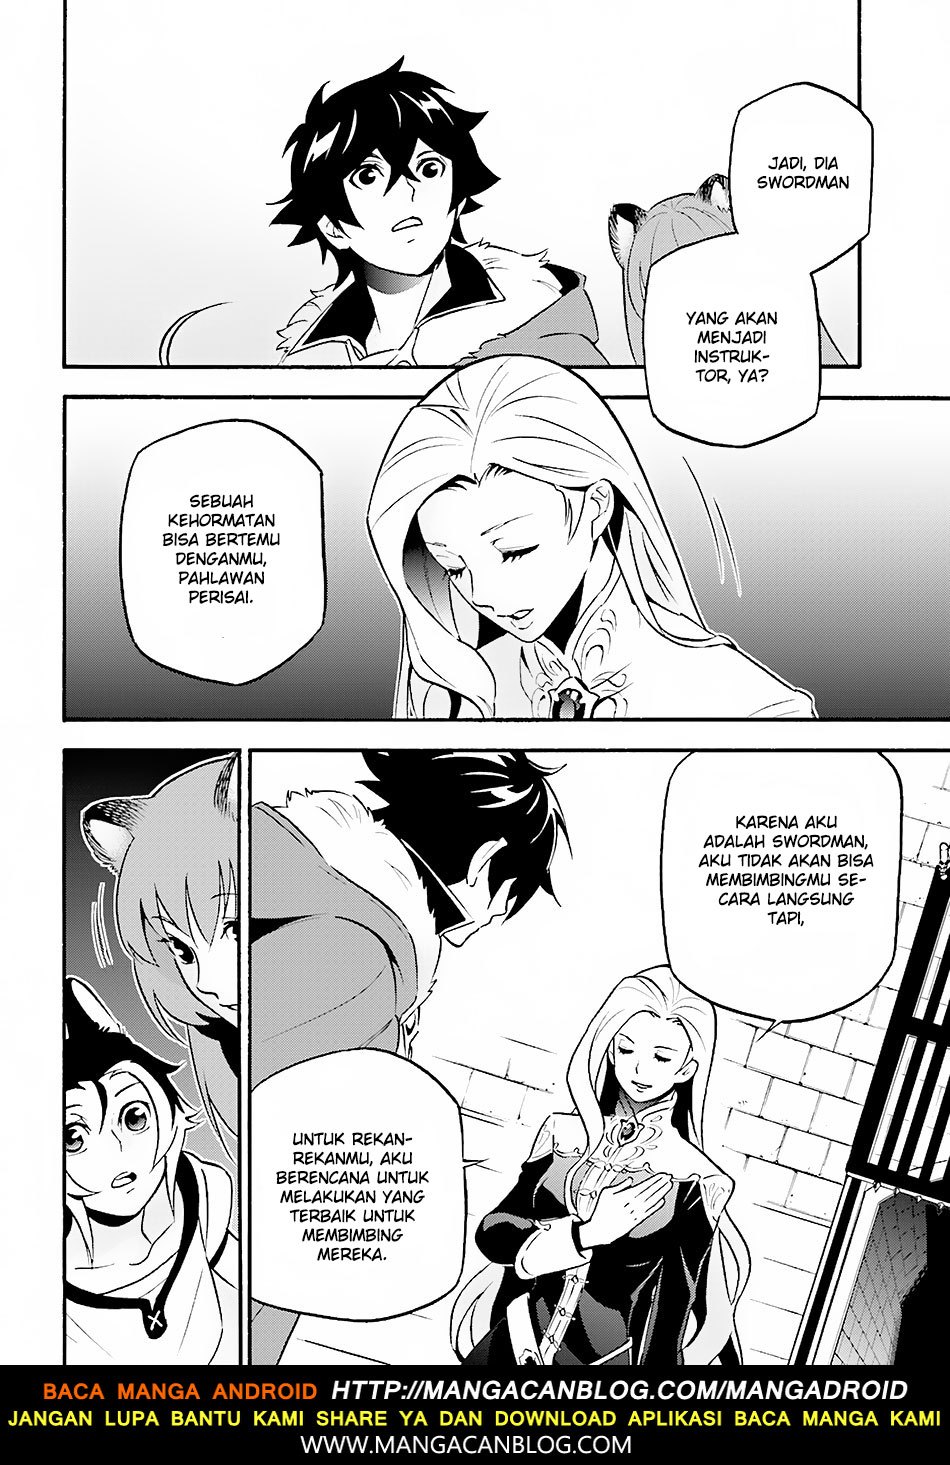 JADI, DIA
SWORDMAN
YANG AKAN
MENJADI
INSTRUK-
TOR, YA?
SEBUAH
KEHORMATAN
BISA BERTEMU
DENGANMU,
PAHLAWAN
PERISAI.
KARENA AKU
ADALAH SWORDMAN,
AKU TIDAK AKAN BISA
MEMBIMBINGMU SE-
CARA LANGSUNG
TAPI,
UNTUK REKAN-
REKANMU, AKU
BERENCANA UNTUK
MELAKUKAN YANG
TERBAIK UNTUK
MEMBIMBING
MEREKA.
BACA MANGA ANDROID HTTP://MANGACANBLOG.COM/MANGADROID
JANGAN LUPA BANTU KAMI SHARE YA DAN DOWNLOAD APLIKASI BACA MANGA KAMI
WWW.MANGACANBLOG.COM